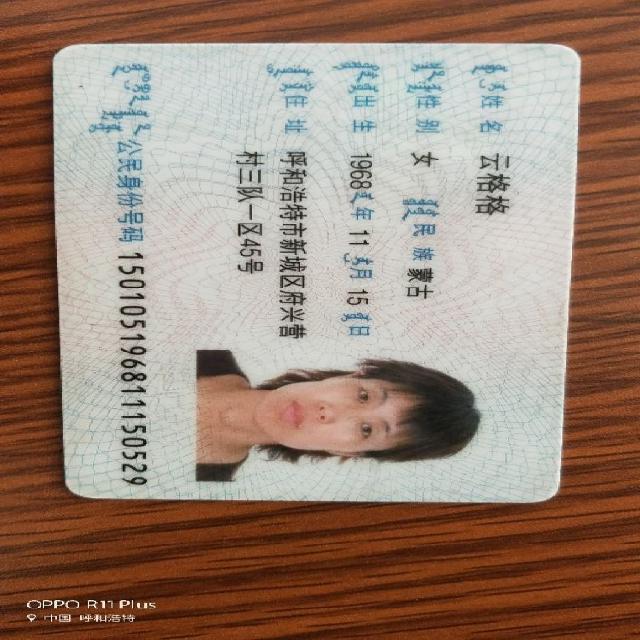 姓名 云格格
性别 女 民族 蒙古
出生 1968 年 11 月 15 日
住址 呼和浩特市新城区府兴营
村三队一区45号
公民身份号码 150105196811150529
OPPO R11 Plus
中国·呼和浩特